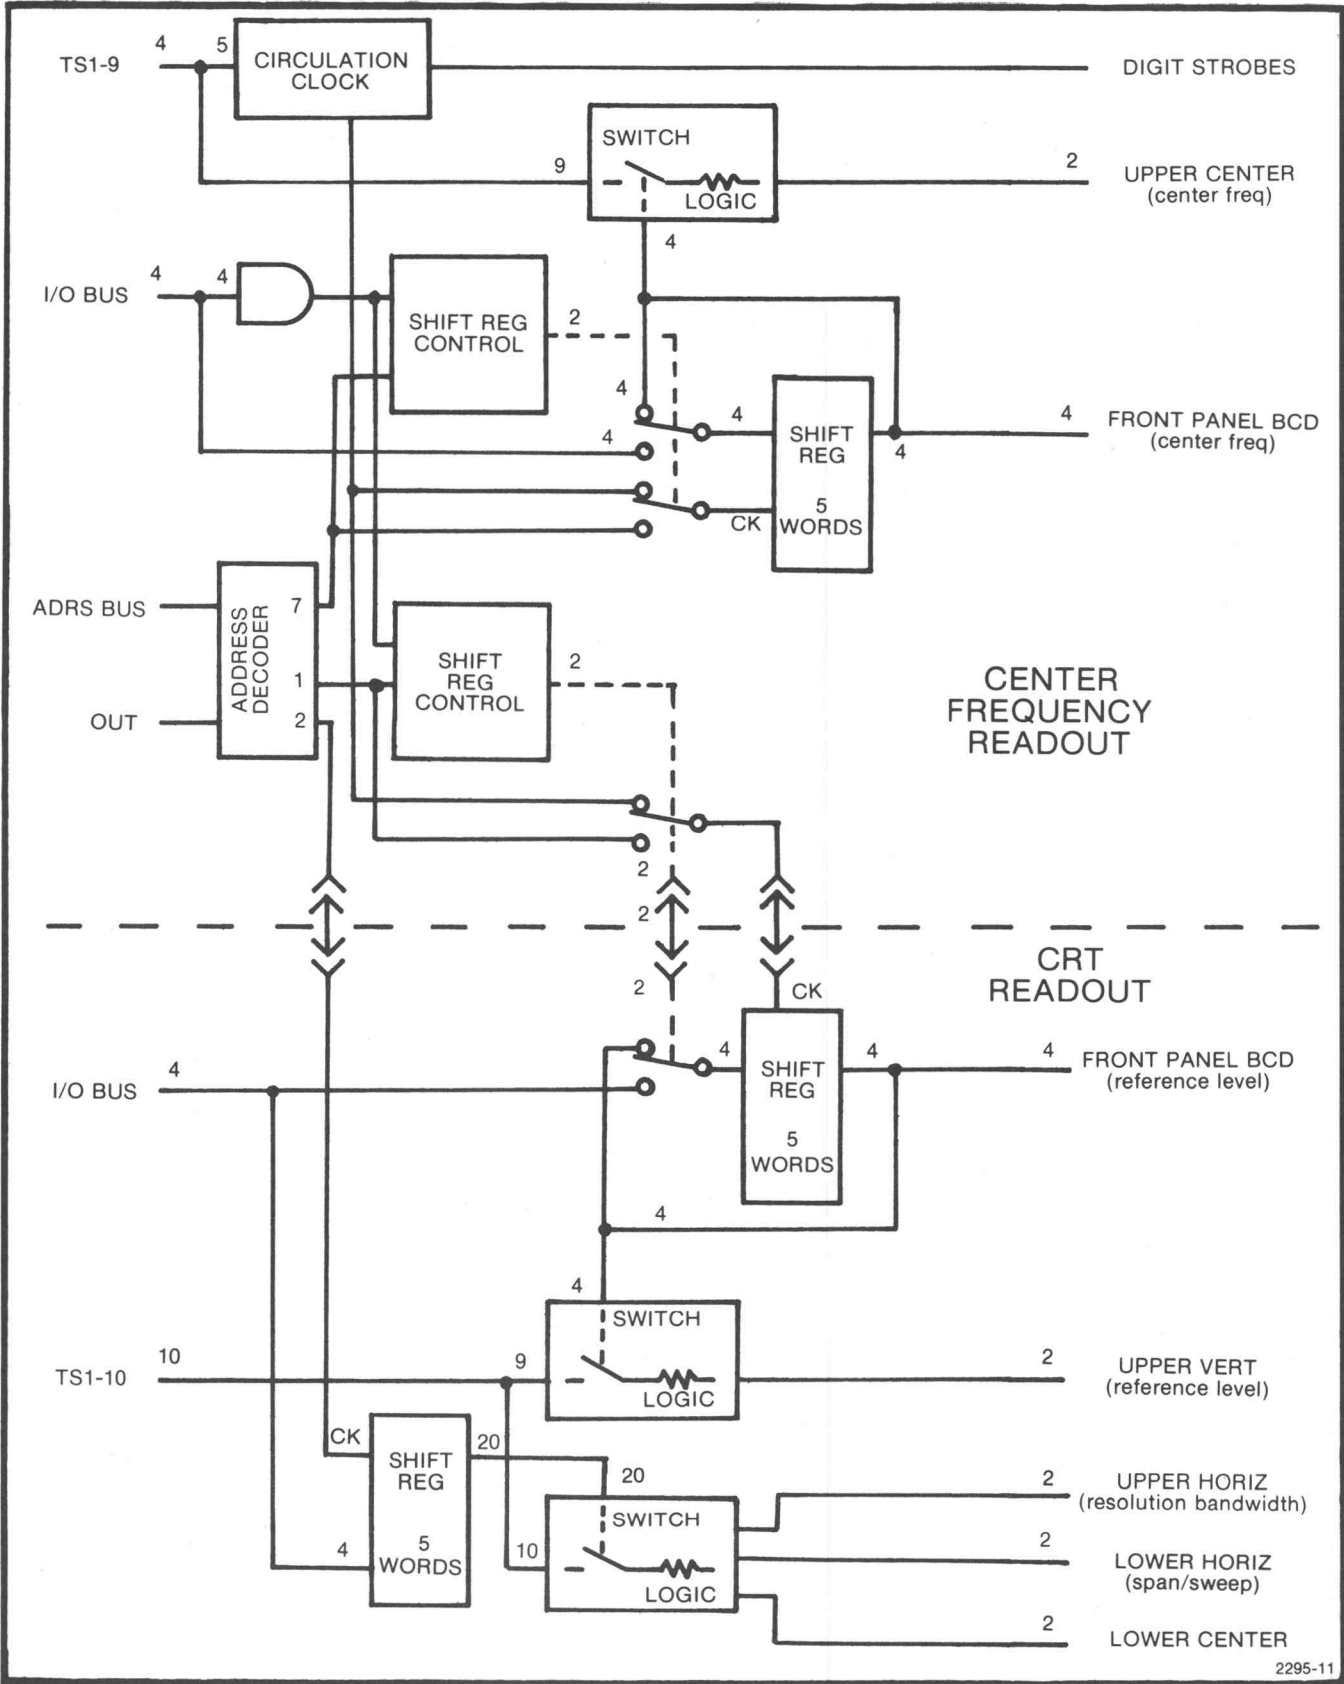 TS1-9
4
5
CIRCULATION
CLOCK
DIGIT STROBES
SWITCH
LOGIC
9
2
UPPER CENTER
(center freq)
4
I/O BUS
4
4
SHIFT REG
CONTROL
2
4
4
4
SHIFT
REG
5
WORDS
CK
4
4
FRONT PANEL BCD
(center freq)
ADRS BUS
OUT
ADDRESS
DECODER
7
1
2
SHIFT
REG
CONTROL
2
CENTER
FREQUENCY
READOUT
2
2
2
CRT
READOUT
CK
I/O BUS
4
4
SHIFT
REG
5
WORDS
4
4
FRONT PANEL BCD
(reference level)
4
4
TS1-10
10
9
SWITCH
LOGIC
2
UPPER VERT
(reference level)
CK
SHIFT
REG
5
WORDS
4
20
20
10
SWITCH
LOGIC
2
UPPER HORIZ
(resolution bandwidth)
2
LOWER HORIZ
(span/sweep)
2
LOWER CENTER
2295-11